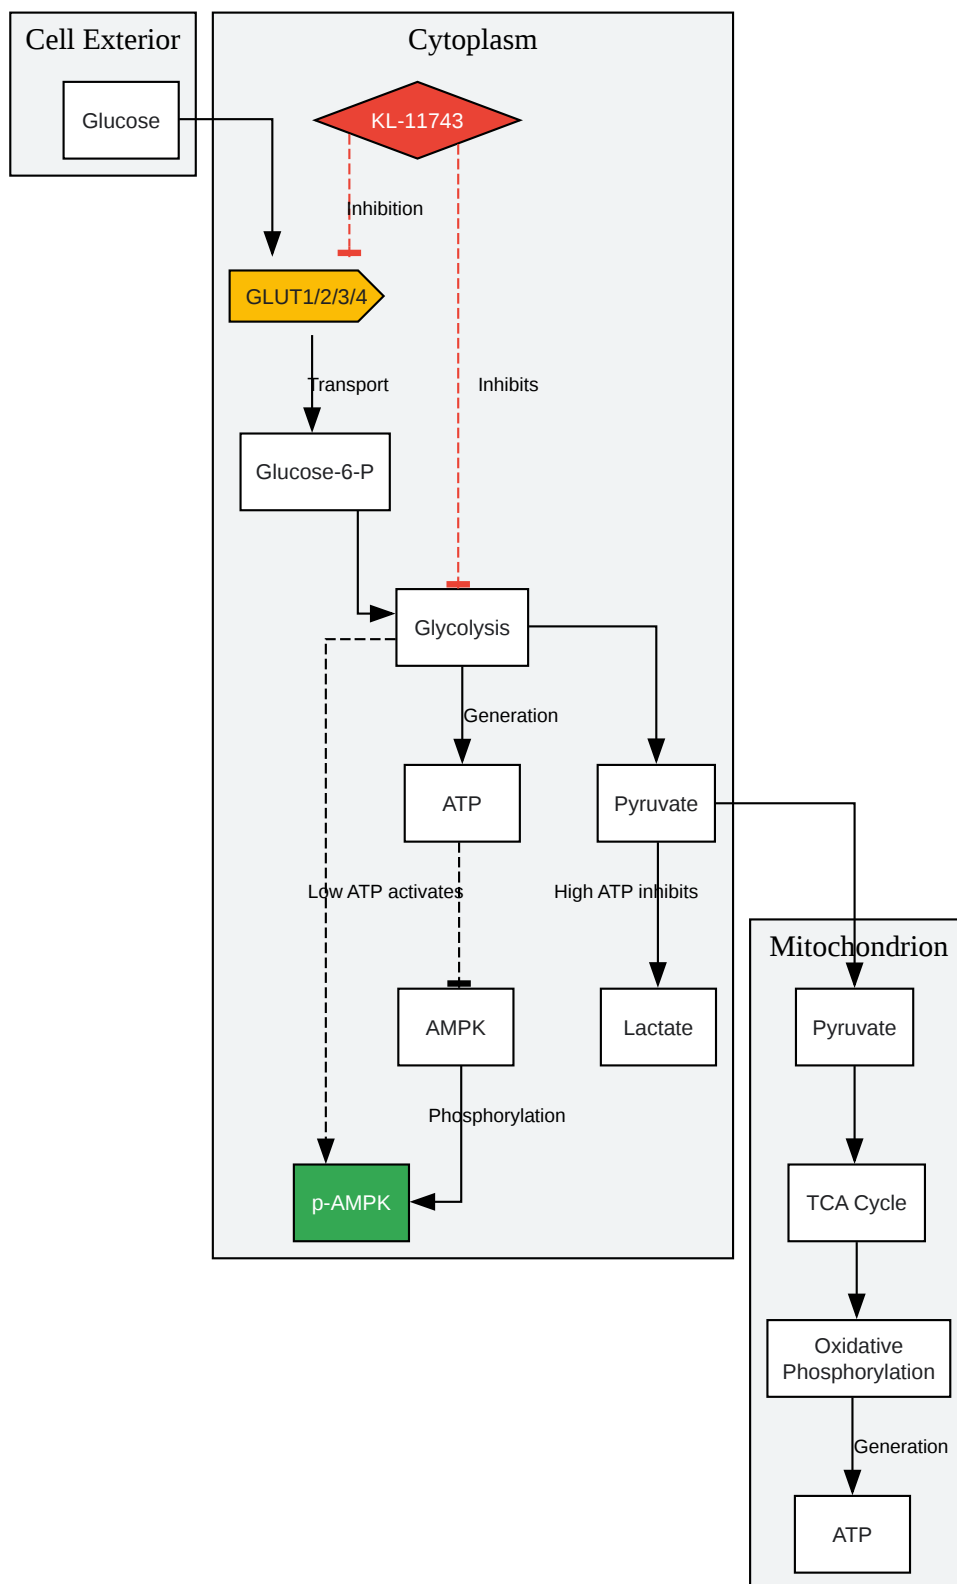 Cell Exterior
Cytoplasm
Glucose
KL-11743
Inhibition
GLUT1/2/3/4
Transport
Inhibits
Glucose-6-P
Glycolysis
Generation
ATP
Pyruvate
Low ATP activates
High ATP inhibits
Mitochondrion
AMPK
Lactate
Pyruvate
Phosphorylation
p-AMPK
TCA Cycle
Oxidative
Phosphorylation
Generation
ATP